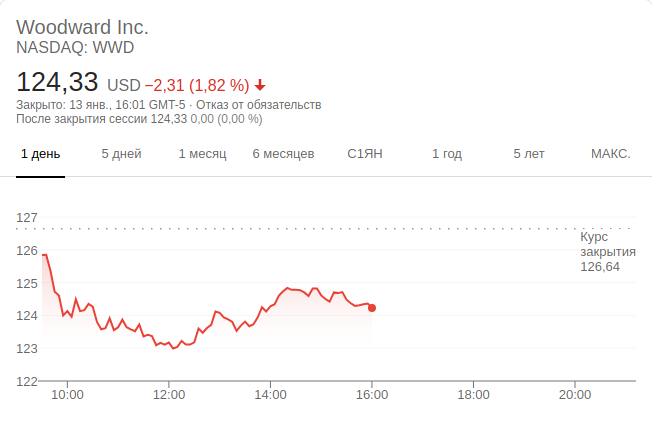 Woodward Inc.
NASDAQ: WWD
124,33 USD −2,31 (1,82 %)
Закрыто: 13 янв., 16:01 GMT-5 · Отказ от обязательств
После закрытия сессии 124,33 0,00 (0,00 %)
1 день 5 дней 1 месяц 6 месяцев С1ЯН 1 год 5 лет МАКС.
127
Курс
закрытия
126,64
126
125
124
123
122
10:00 12:00 14:00 16:00 18:00 20:00